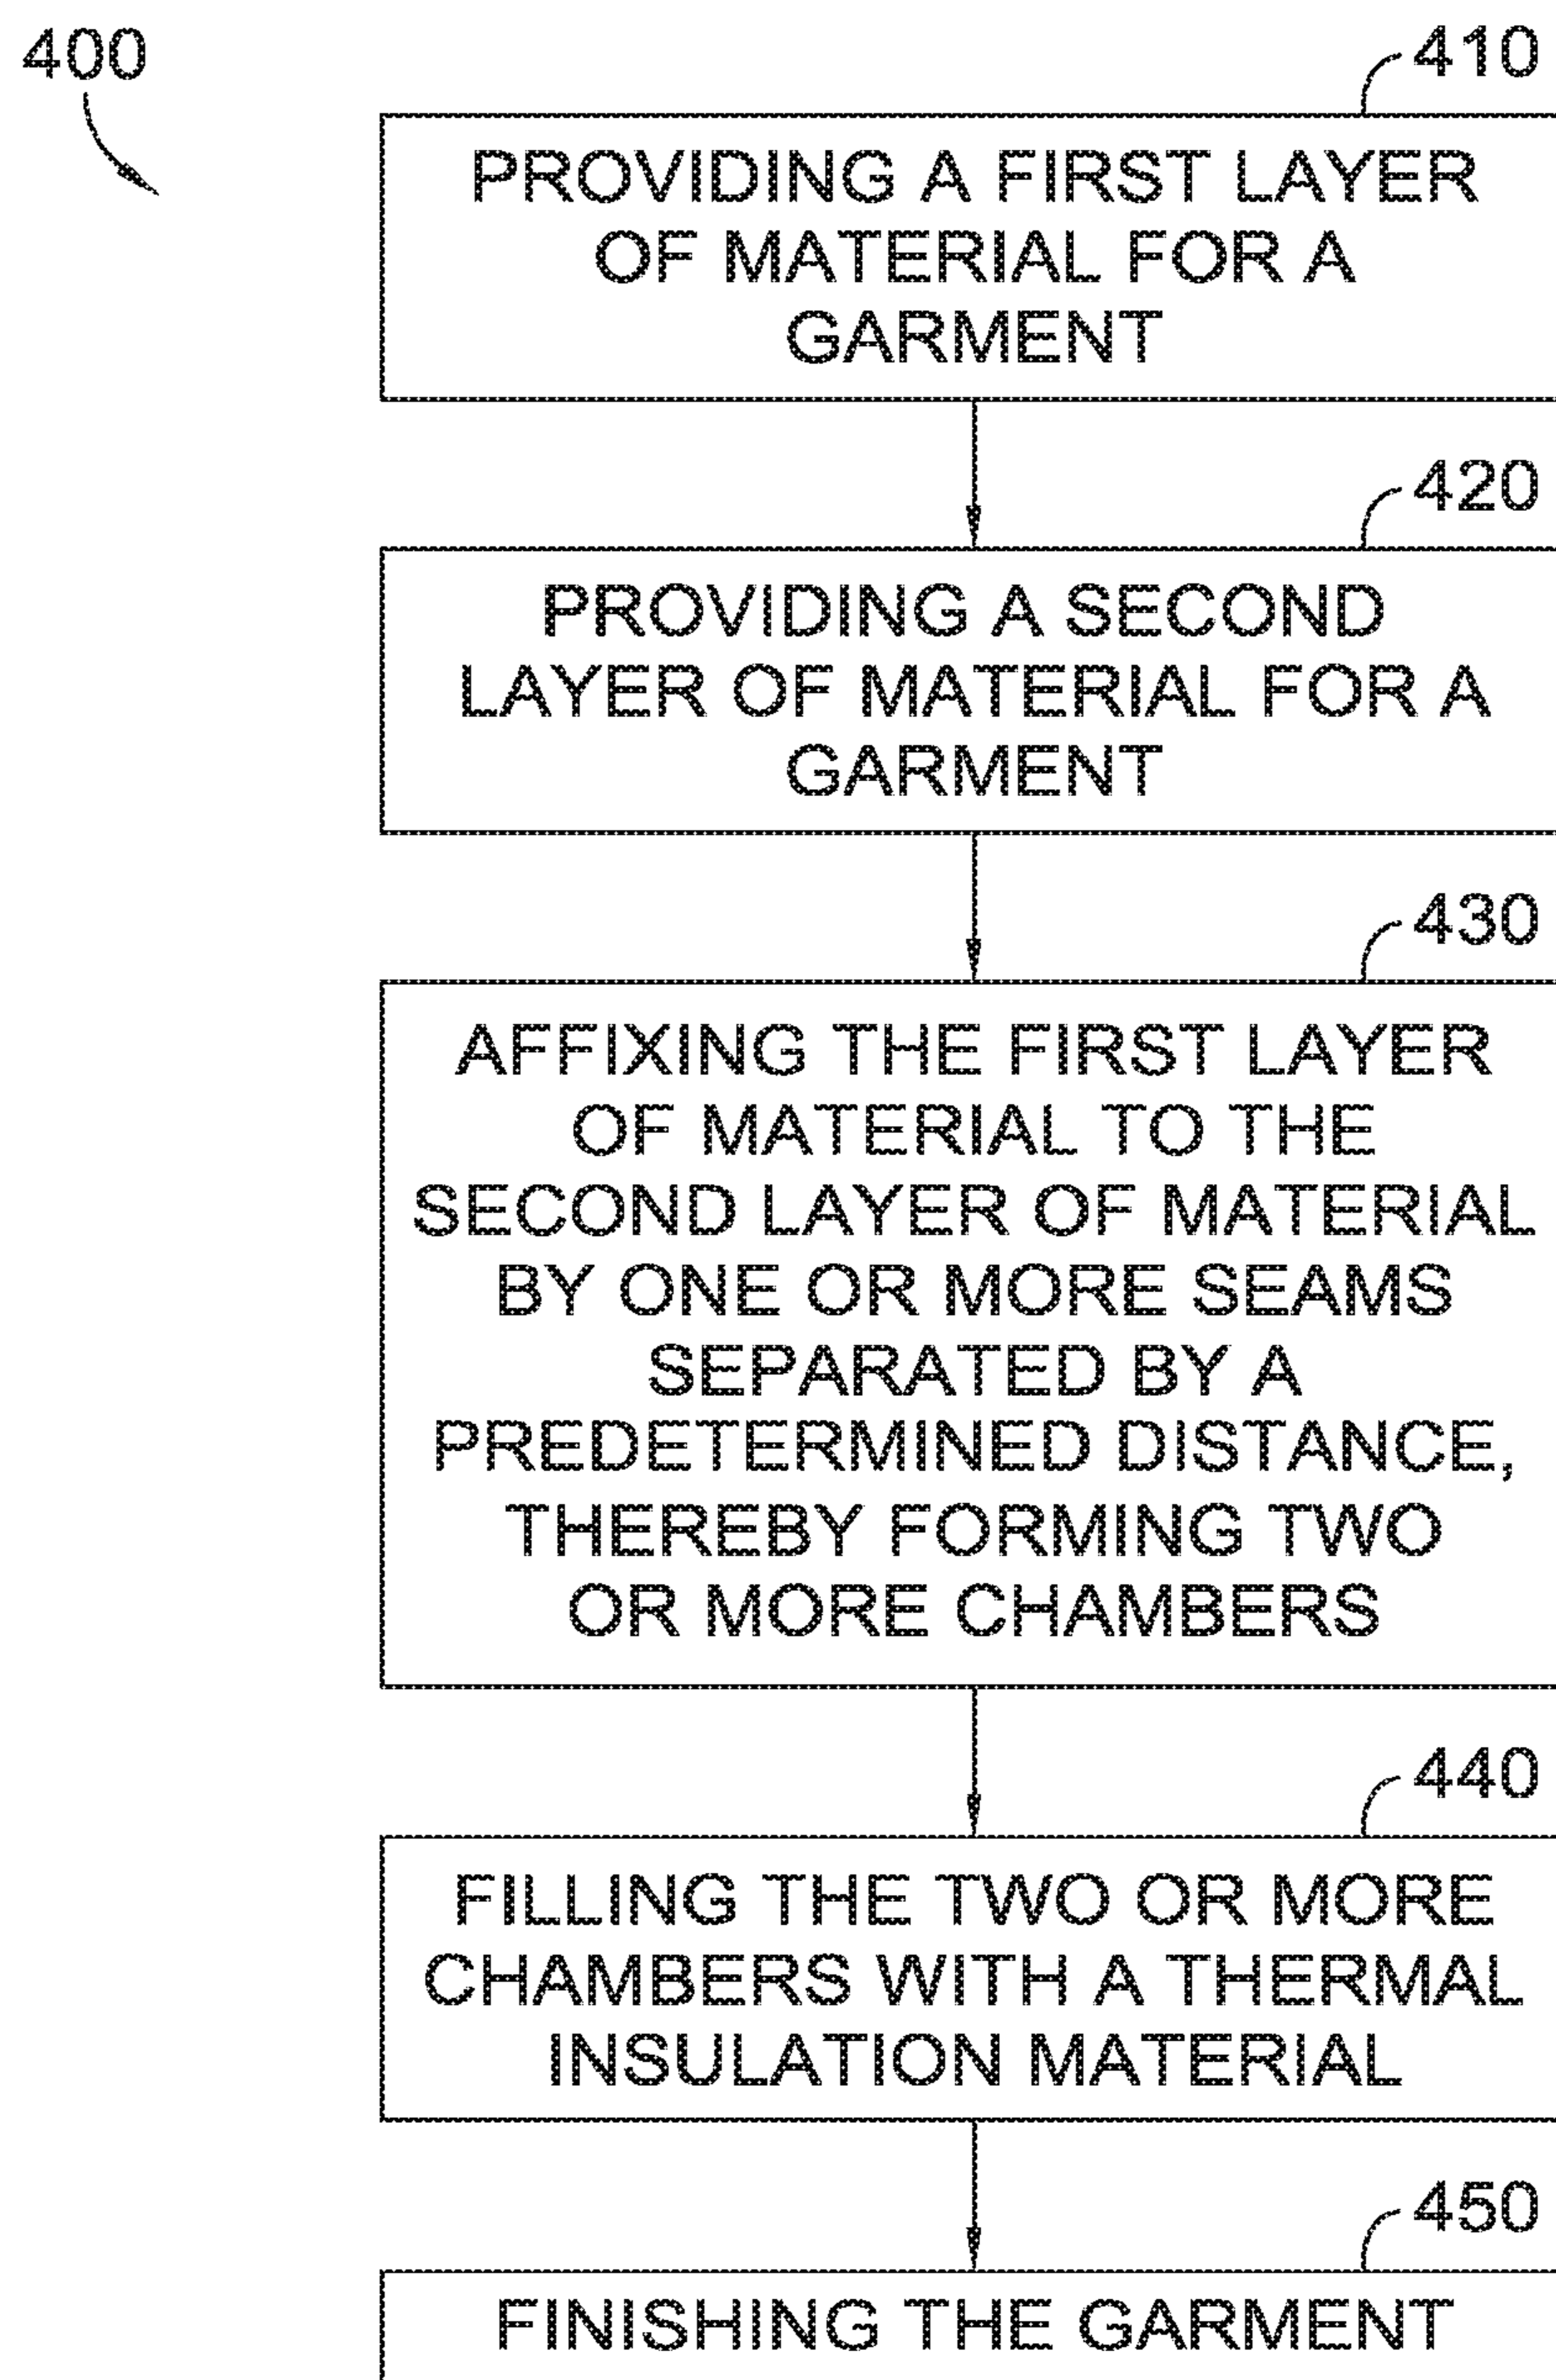 400
410
PROVIDING A FIRST LAYER
OF MATERIAL FOR A
GARMENT
420
PROVIDING A SECOND
LAYER OF MATERIAL FOR A
GARMENT
430
AFFIXING THE FIRST LAYER
OF MATERIAL TO THE
SECOND LAYER OF MATERIAL
BY ONE OR MORE SEAMS
SEPARATED BY A
PREDETERMINED DISTANCE,
THEREBY FORMING TWO
OR MORE CHAMBERS
440
FILLING THE TWO OR MORE
CHAMBERS WITH A THERMAL
INSULATION MATERIAL
450
FINISHING THE GARMENT